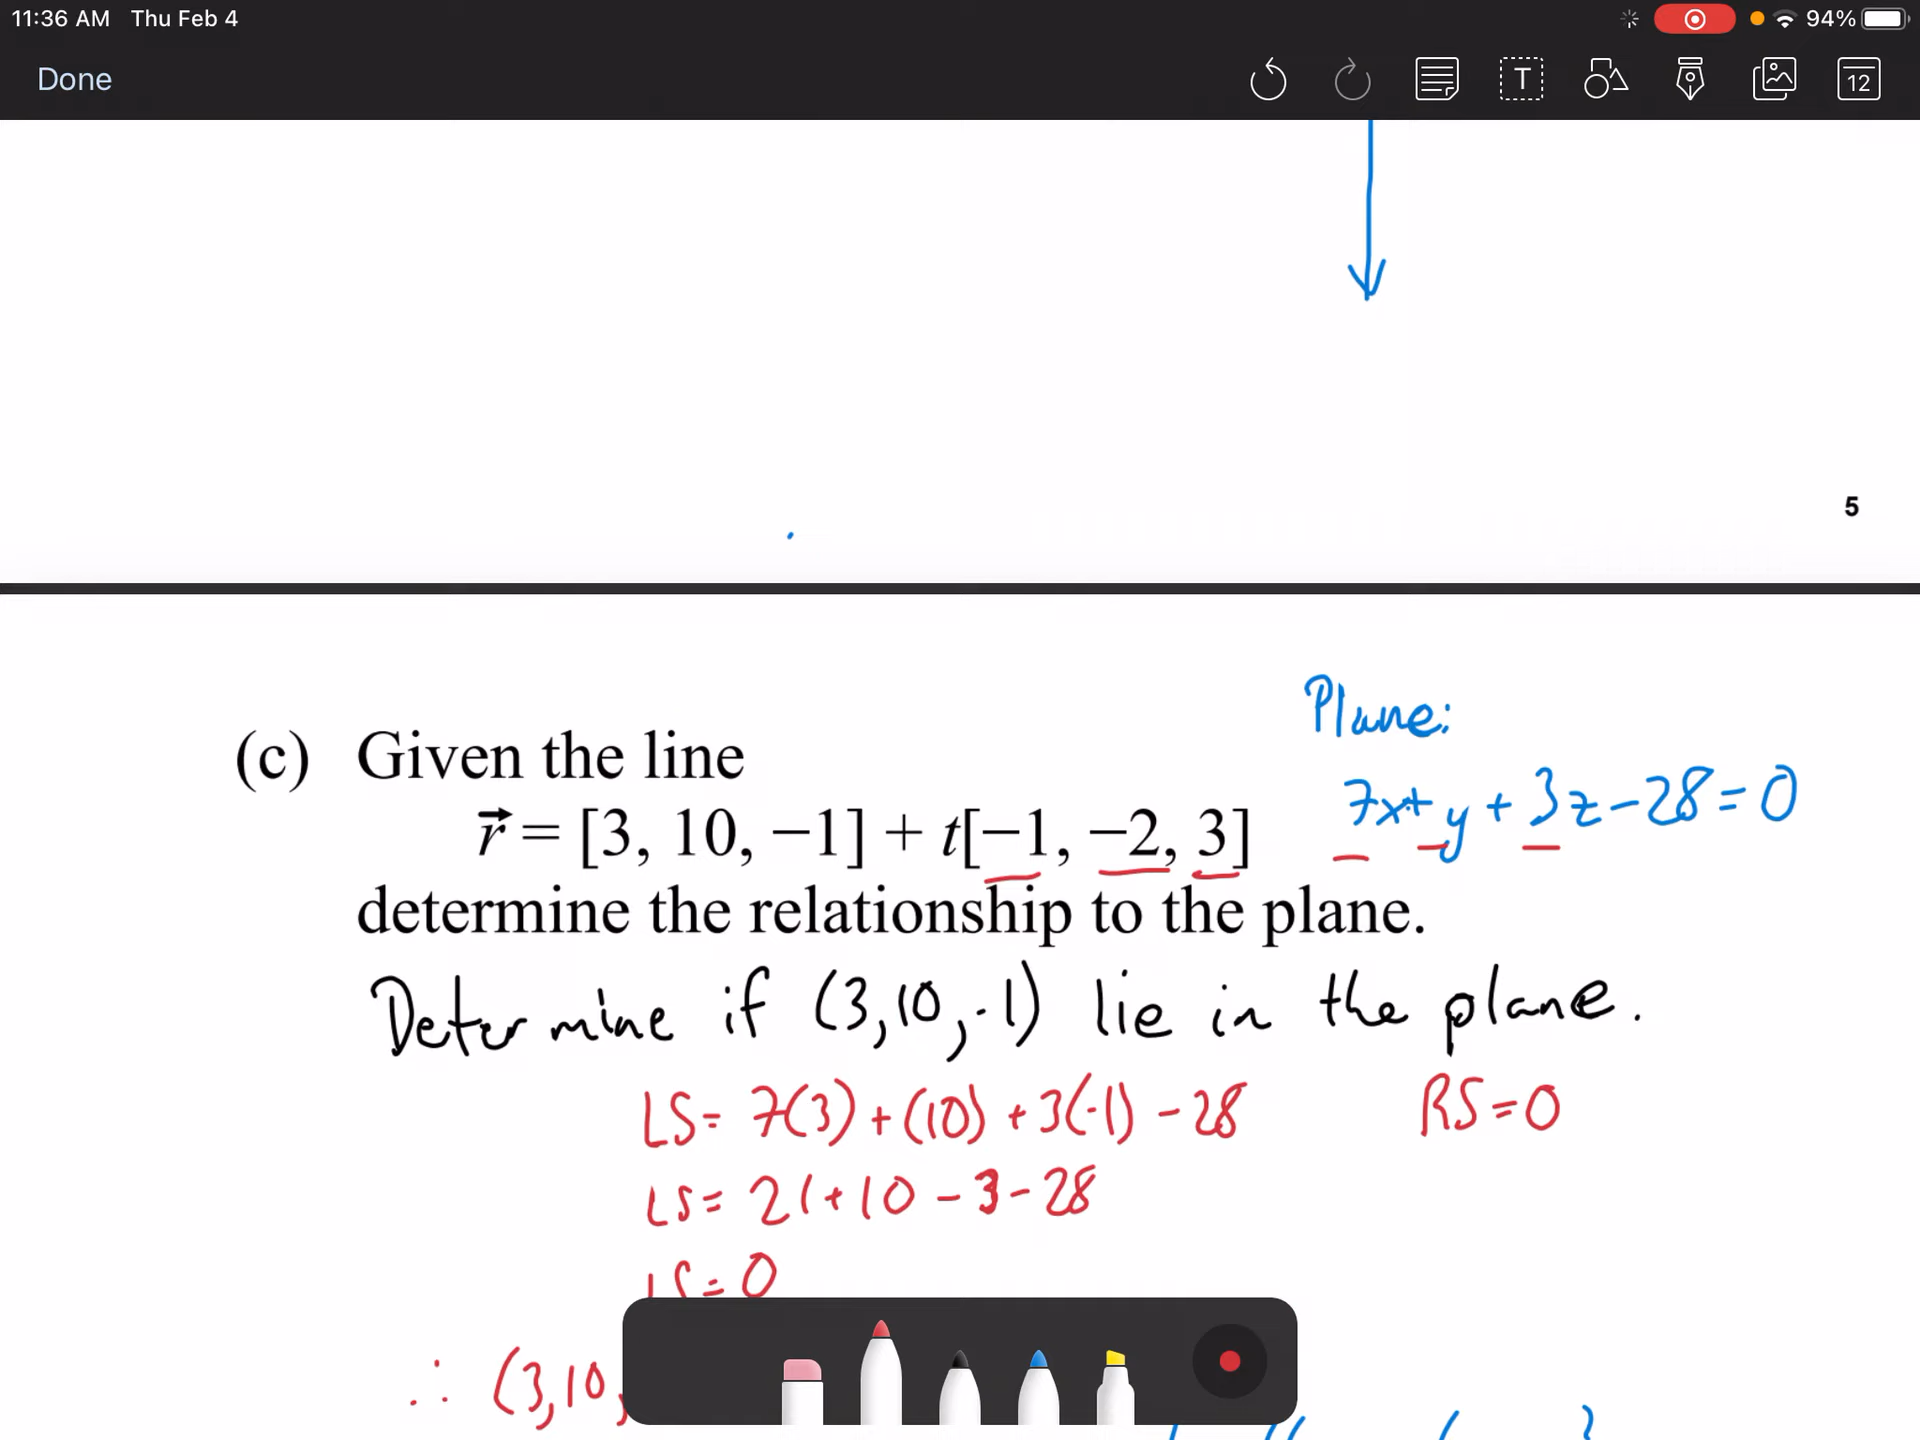 11:36 AM Thu Feb 4
94%
Done
T
12
5
Plane:
(c) Given the line
7x+y+3z-28=0
r⃗ = [3, 10, −1] + t[−1, −2, 3]
determine the relationship to the plane.
Determine if (3,10,-1) lie in the plane.
LS= 7(3)+(10)+3(-1)-28 RS=0
LS= 21+10-3-28
LS=0
∴ (3,10,